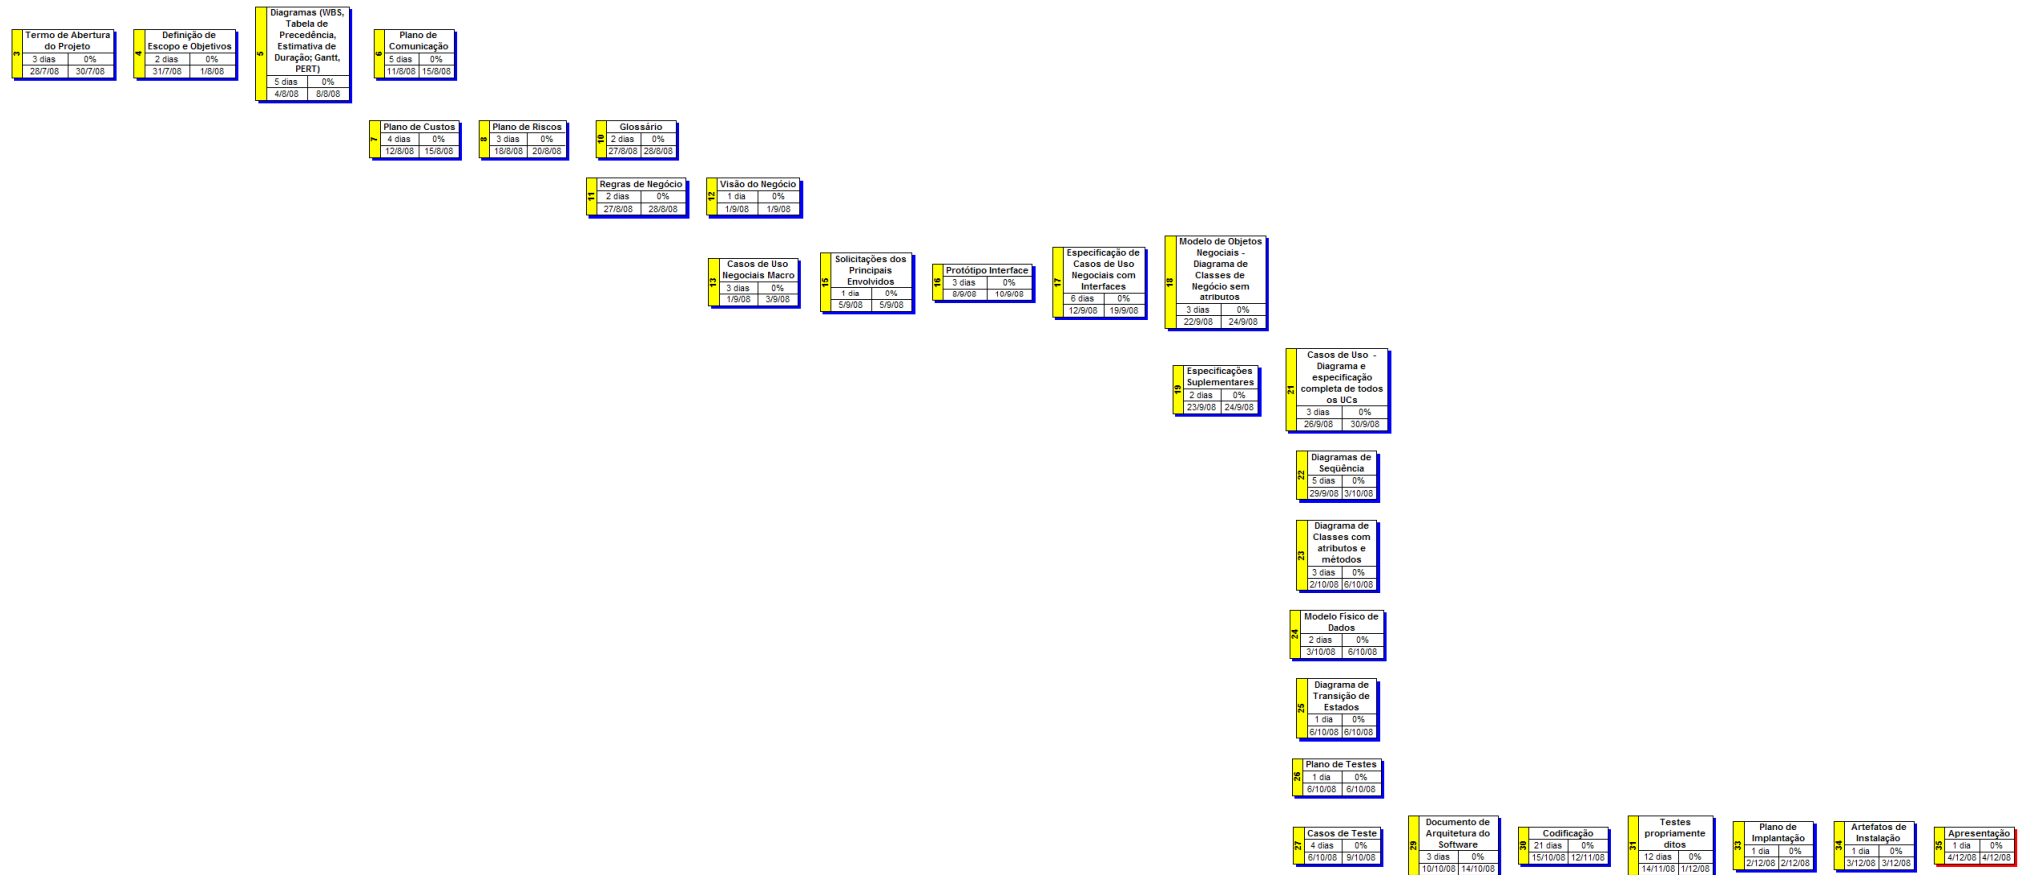 3
Termo de Abertura
do Projeto
3 dias 0%
28/7/08 30/7/08
4
Definição de
Escopo e Objetivos
2 dias 0%
31/7/08 1/8/08
5
Diagramas (WBS,
Tabela de
Precedência,
Estimativa de
Duração; Gantt,
PERT)
5 dias 0%
4/8/08 8/8/08
6
Plano de
Comunicação
5 dias 0%
11/8/08 15/8/08
7
Plano de Custos
4 dias 0%
12/8/08 15/8/08
8
Plano de Riscos
3 dias 0%
18/8/08 20/8/08
10
Glossário
2 dias 0%
27/8/08 28/8/08
11
Regras de Negócio
2 dias 0%
27/8/08 28/8/08
12
Visão do Negócio
1 dia 0%
1/9/08 1/9/08
13
Casos de Uso
Negociais Macro
3 dias 0%
1/9/08 3/9/08
15
Solicitações dos
Principais
Envolvidos
1 dia 0%
5/9/08 5/9/08
16
Protótipo Interface
3 dias 0%
8/9/08 10/9/08
17
Especificação de
Casos de Uso
Negociais com
Interfaces
6 dias 0%
12/9/08 19/9/08
18
Modelo de Objetos
Negociais -
Diagrama de
Classes de
Negócio sem
atributos
3 dias 0%
22/9/08 24/9/08
19
Especificações
Suplementares
2 dias 0%
23/9/08 24/9/08
21
Casos de Uso -
Diagrama e
especificação
completa de todos
os UCs
3 dias 0%
26/9/08 30/9/08
22
Diagramas de
Seqüência
5 dias 0%
29/9/08 3/10/08
23
Diagrama de
Classes com
atributos e
métodos
3 dias 0%
2/10/08 6/10/08
24
Modelo Físico de
Dados
2 dias 0%
3/10/08 6/10/08
25
Diagrama de
Transição de
Estados
1 dia 0%
6/10/08 6/10/08
26
Plano de Testes
1 dia 0%
6/10/08 6/10/08
27
Casos de Teste
4 dias 0%
6/10/08 9/10/08
29
Documento de
Arquitetura do
Software
3 dias 0%
10/10/08 14/10/08
30
Codificação
21 dias 0%
15/10/08 12/11/08
31
Testes
propriamente
ditos
12 dias 0%
14/11/08 1/12/08
33
Plano de
Implantação
1 dia 0%
2/12/08 2/12/08
34
Artefatos de
Instalação
1 dia 0%
3/12/08 3/12/08
35
Apresentação
1 dia 0%
4/12/08 4/12/08